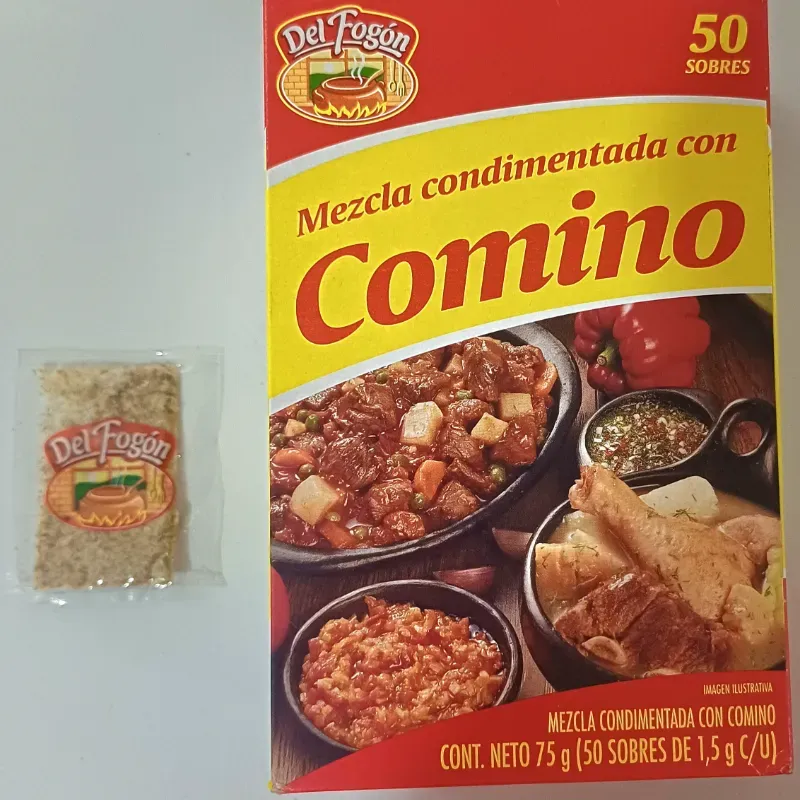 Del Fogón
50
SOBRES
Mezcla condimentada con
Comino
Del Fogón
IMAGEN ILUSTRATIVA
MEZCLA CONDIMENTADA CON COMINO
CONT. NETO 75 g (50 SOBRES DE 1,5 g C/U)